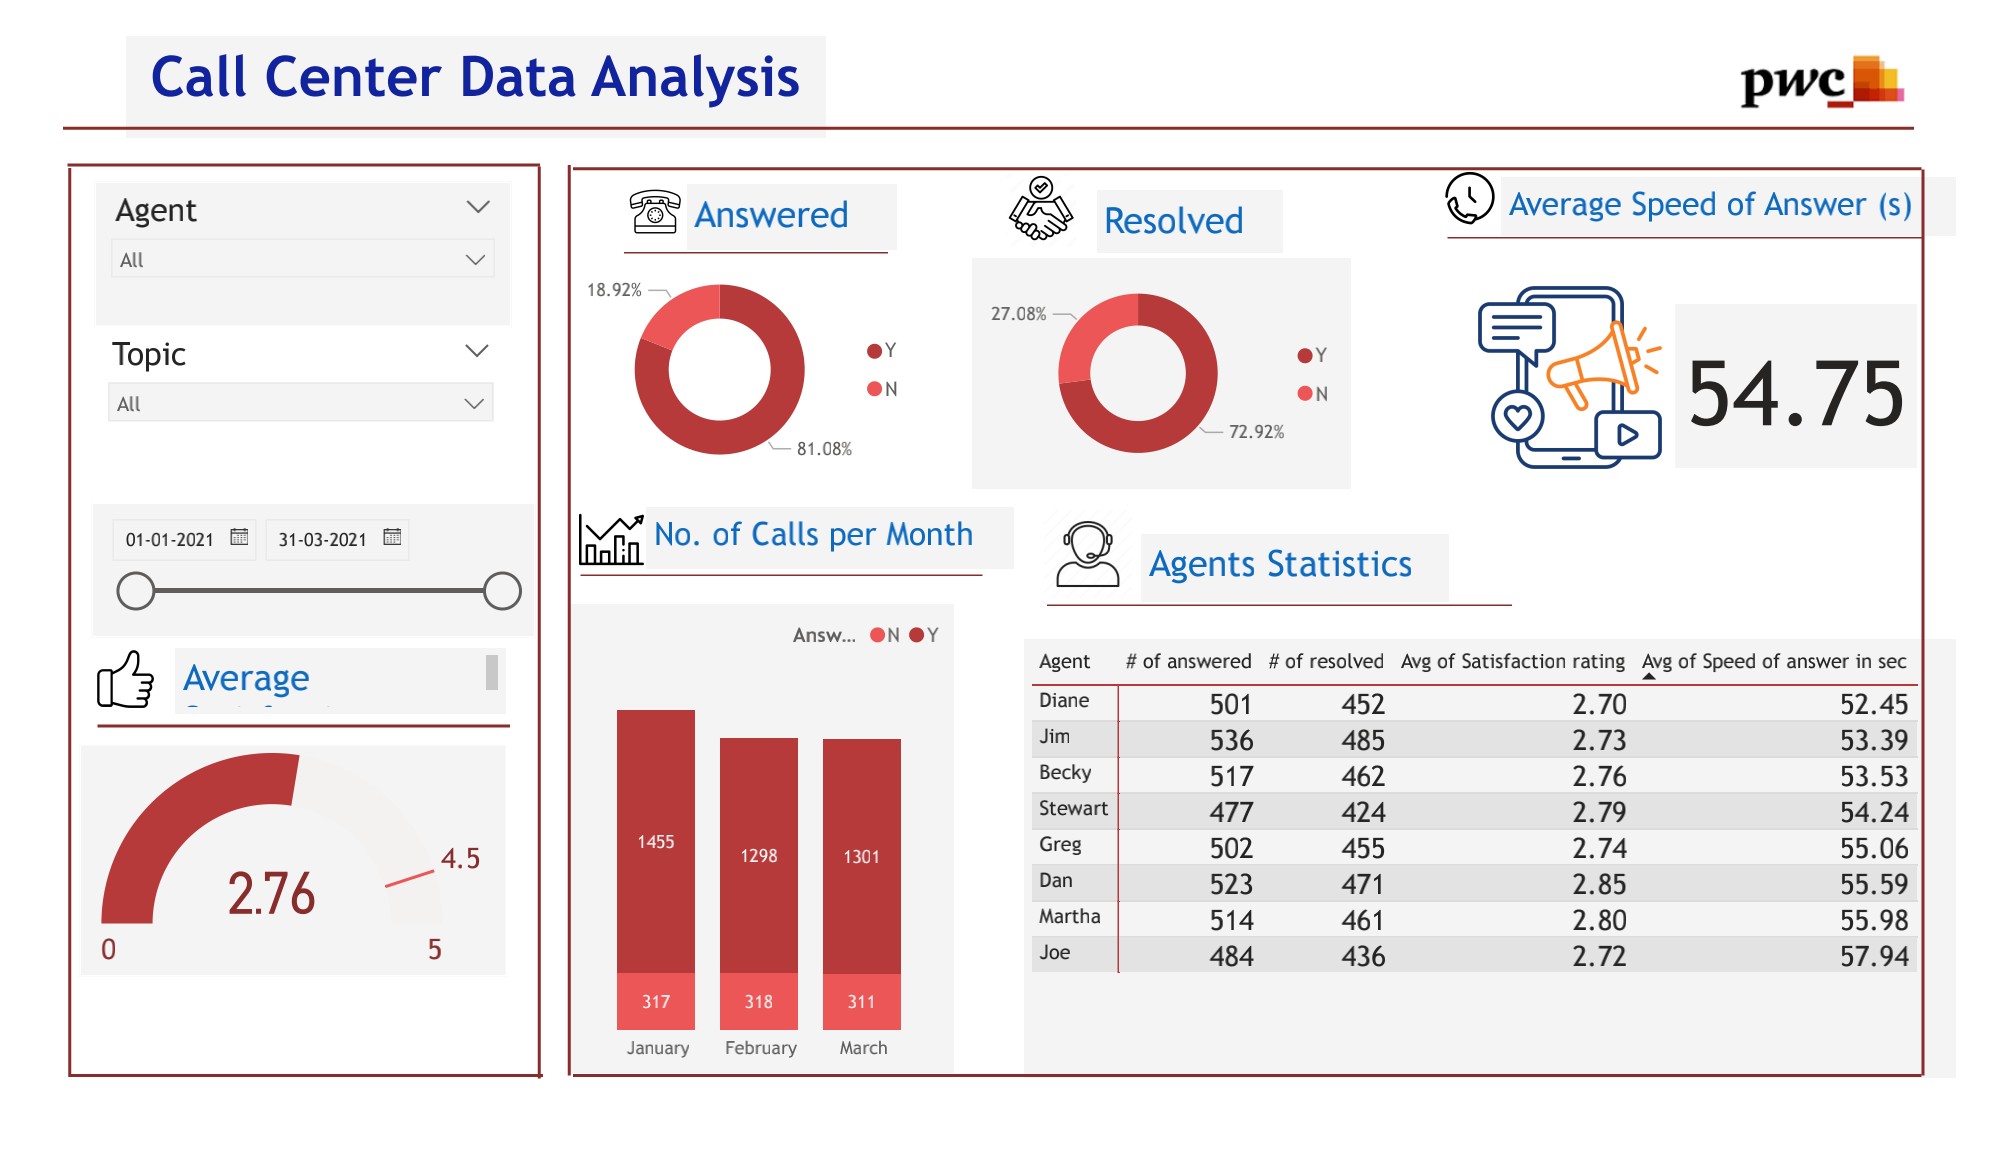 Call Center Data Analysis
pwc
Agent
All
Topic
All
01-01-2021 31-03-2021
Average
2.76
4.5
0 5
Answered
18.92%
81.08%
Y
N
Resolved
27.08%
72.92%
Y
N
Average Speed of Answer (s)
54.75
No. of Calls per Month
Answ... N Y
1455 1298 1301
317 318 311
January February March
Agents Statistics
Agent # of answered # of resolved Avg of Satisfaction rating Avg of Speed of answer in sec
Diane 501 452 2.70 52.45
Jim 536 485 2.73 53.39
Becky 517 462 2.76 53.53
Stewart 477 424 2.79 54.24
Greg 502 455 2.74 55.06
Dan 523 471 2.85 55.59
Martha 514 461 2.80 55.98
Joe 484 436 2.72 57.94